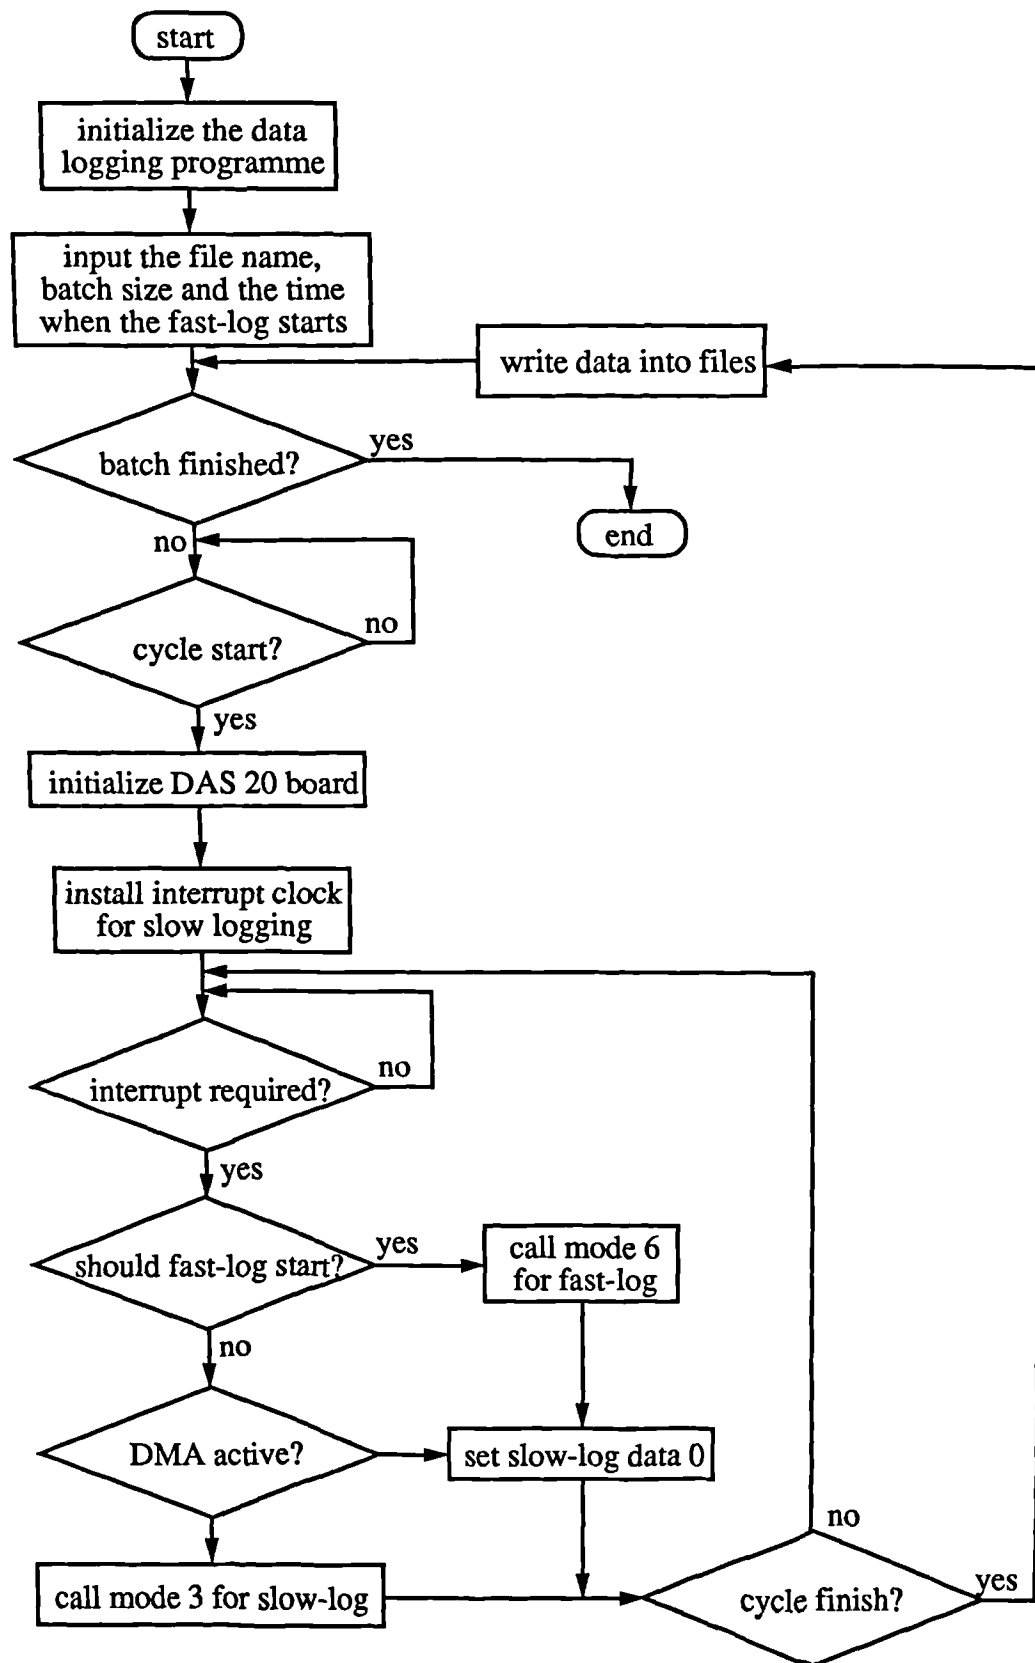 start
initialize the data
logging programme
input the file name,
batch size and the time
when the fast-log starts
write data into files
batch finished?
yes
end
no
cycle start?
no
yes
initialize DAS 20 board
install interrupt clock
for slow logging
interrupt required?
no
yes
should fast-log start?
yes
call mode 6
for fast-log
no
DMA active?
set slow-log data 0
call mode 3 for slow-log
cycle finish?
no
yes